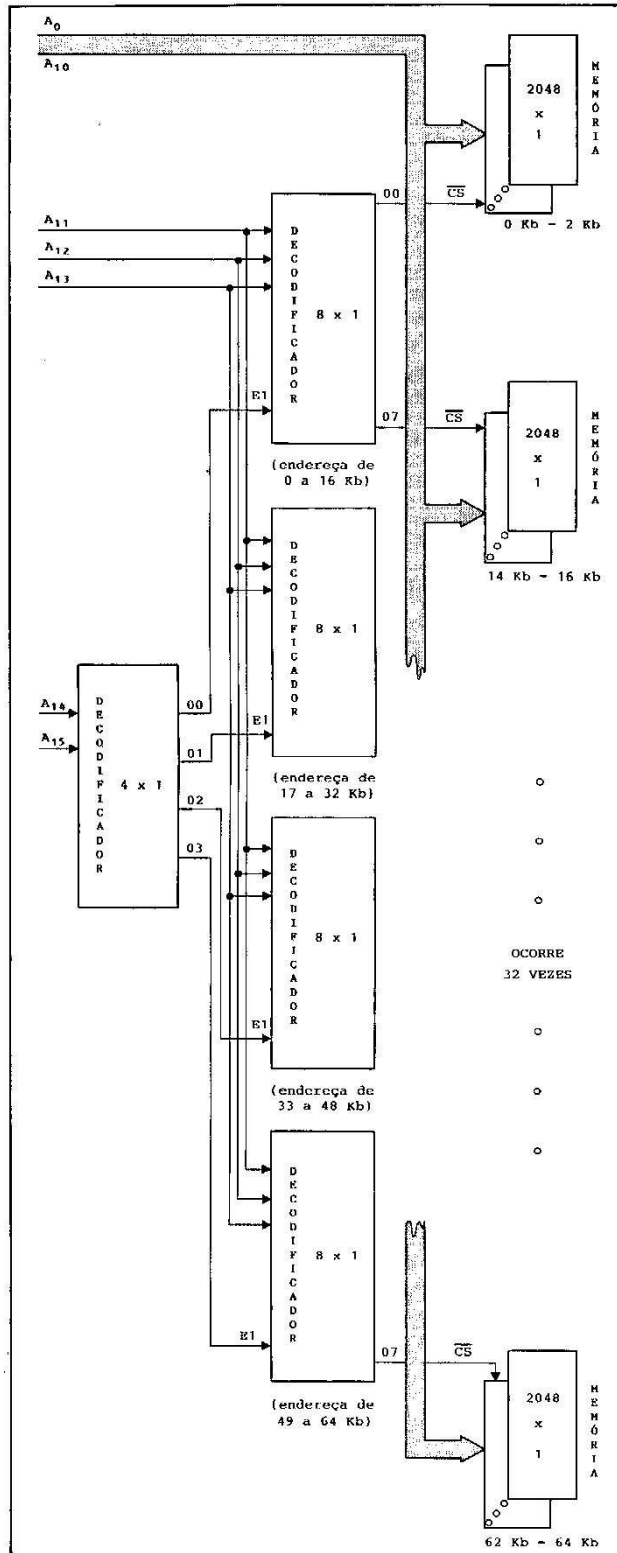 A0
A10
2048
x
1
MEMÓRIA
00
CS
0 Kb - 2 Kb
A11
A12
A13
DECODIFICADOR
8 x 1
E1
07
CS
(endereça de
0 a 16 Kb)
2048
x
1
MEMÓRIA
14 Kb - 16 Kb
DECODIFICADOR
8 x 1
E1
(endereça de
17 a 32 Kb)
A14
A15
DECODIFICADOR
4 x 1
00
01
02
03
DECODIFICADOR
8 x 1
E1
(endereça de
33 a 48 Kb)
OCORRE
32 VEZES
DECODIFICADOR
8 x 1
E1
07
CS
(endereça de
49 a 64 Kb)
2048
x
1
MEMÓRIA
62 Kb - 64 Kb